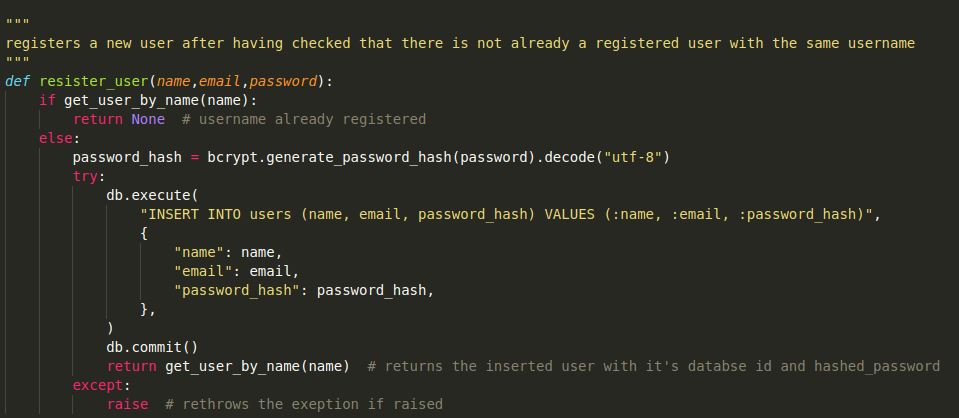 """
registers a new user after having checked that there is not already a registered user with the same username
"""
def resister_user(name,email,password):
    if get_user_by_name(name):
        return None  # username already registered
    else:
        password_hash = bcrypt.generate_password_hash(password).decode("utf-8")
        try:
            db.execute(
                "INSERT INTO users (name, email, password_hash) VALUES (:name, :email, :password_hash)",
                {
                    "name": name,
                    "email": email,
                    "password_hash": password_hash,
                },
            )
            db.commit()
            return get_user_by_name(name)  # returns the inserted user with it's databse id and hashed_password
        except:
            raise  # rethrows the exeption if raised